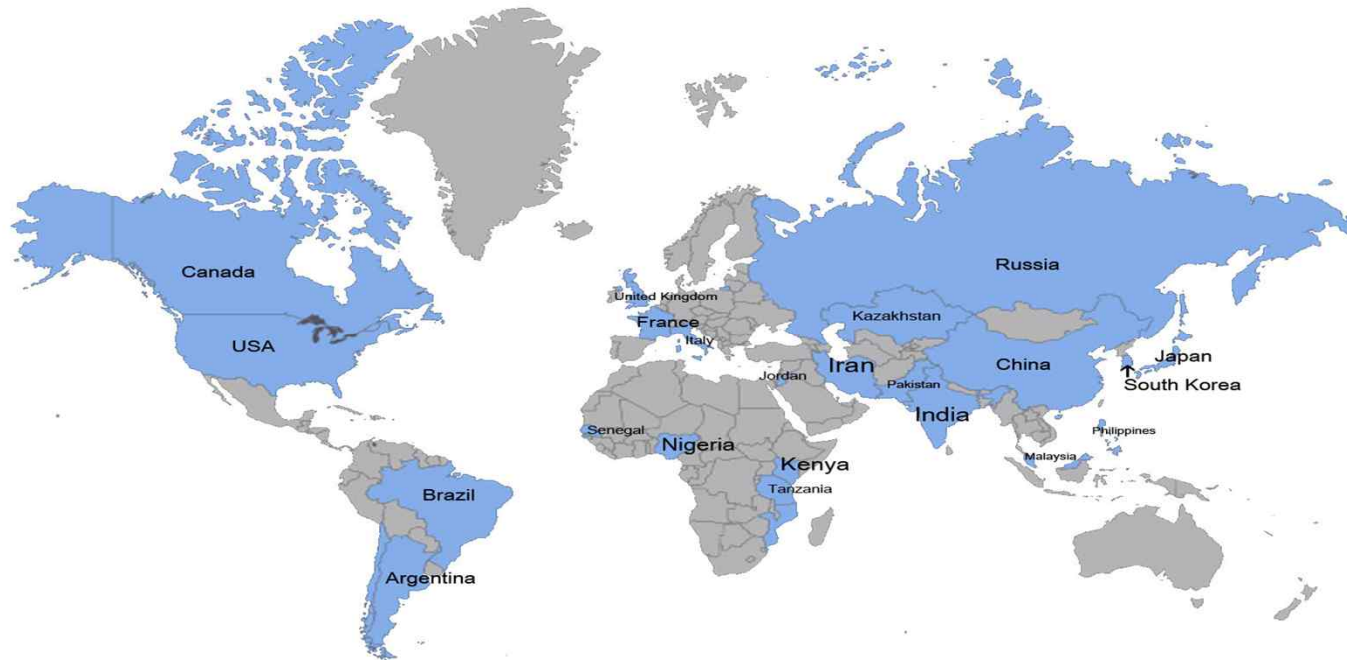 Canada
USA
Brazil
Argentina
United Kingdom
France
Italy
Senegal
Nigeria
Kenya
Tanzania
Jordan
Iran
Pakistan
India
Kazakhstan
Russia
China
Japan
South Korea
Philippines
Malaysia